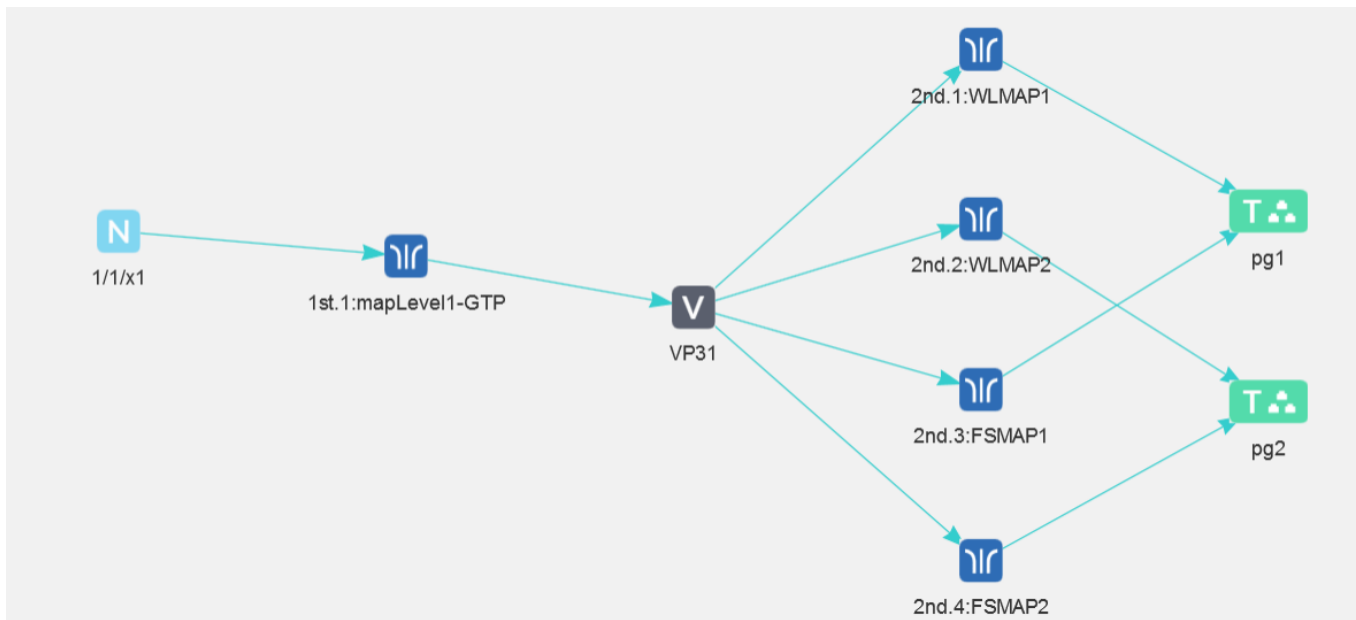 2nd.1:WLMAP1
N
1/1/x1
1st.1:mapLevel1-GTP
V
VP31
2nd.2:WLMAP2
T
pg1
2nd.3:FSMAP1
T
pg2
2nd.4:FSMAP2